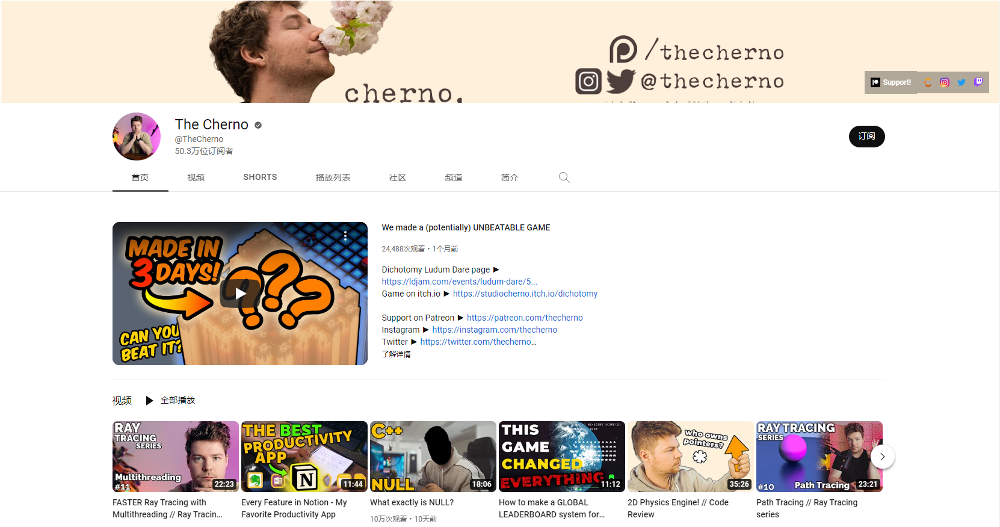 cherno.
/thecherno
@thecherno
Support!
The Cherno
@TheCherno
50.3万位订阅者
订阅
首页
视频
SHORTS
播放列表
社区
频道
简介
MADE IN
3 DAYS!
???
CAN YOU
BEAT IT?
We made a (potentially) UNBEATABLE GAME
24,488次观看・1个月前
Dichotomy Ludum Dare page ►
https://ldjam.com/events/ludum-dare/5...
Game on itch.io ► https://studiocherno.itch.io/dichotomy
Support on Patreon ► https://patreon.com/thecherno
Instagram ► https://instagram.com/thecherno
Twitter ► https://twitter.com/thecherno...
了解详情
视频
全部播放
RAY
TRACING
SERIES
Multithreading
#11
22:23
FASTER Ray Tracing with
Multithreading // Ray Tracin...
THE BEST
PRODUCTIVITY
APP
N
11:44
Every Feature in Notion - My
Favorite Productivity App
C++
NULL
18:06
What exactly is NULL?
10万次观看・10天前
THIS
GAME
CHANGED
EVERYTHING
11:12
How to make a GLOBAL
LEADERBOARD system for...
who owns
pointers?
*
35:26
2D Physics Engine! // Code
Review
RAY TRACING
SERIES
#10
Path Tracing
23:21
Path Tracing // Ray Tracing
series